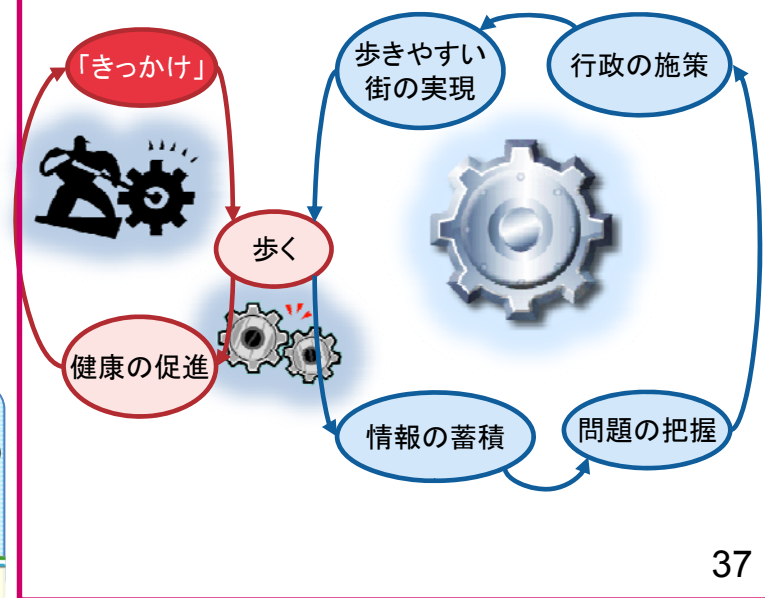 「きっかけ」
歩きやすい
街の実現
行政の施策
歩く
健康の促進
情報の蓄積
問題の把握
37